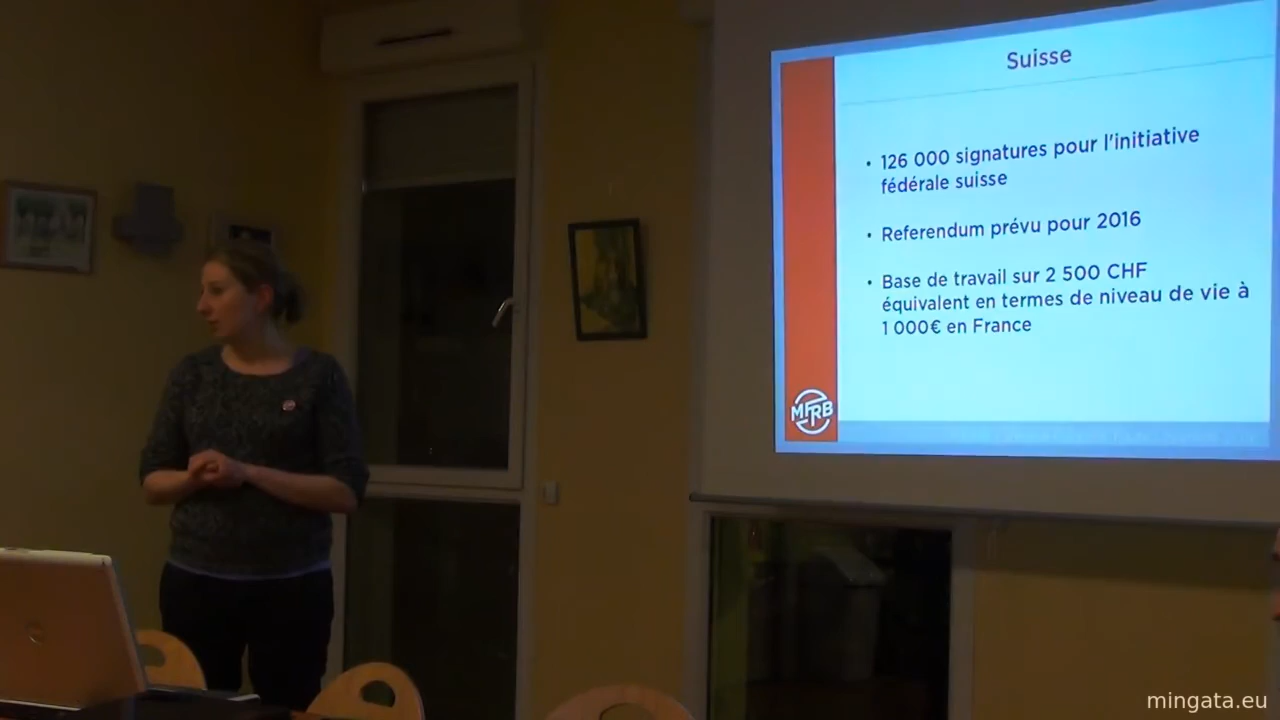 Suisse
• 126 000 signatures pour l'initiative
fédérale suisse
• Referendum prévu pour 2016
• Base de travail sur 2 500 CHF
équivalent en termes de niveau de vie à
1 000€ en France
MFRB
mingata.eu